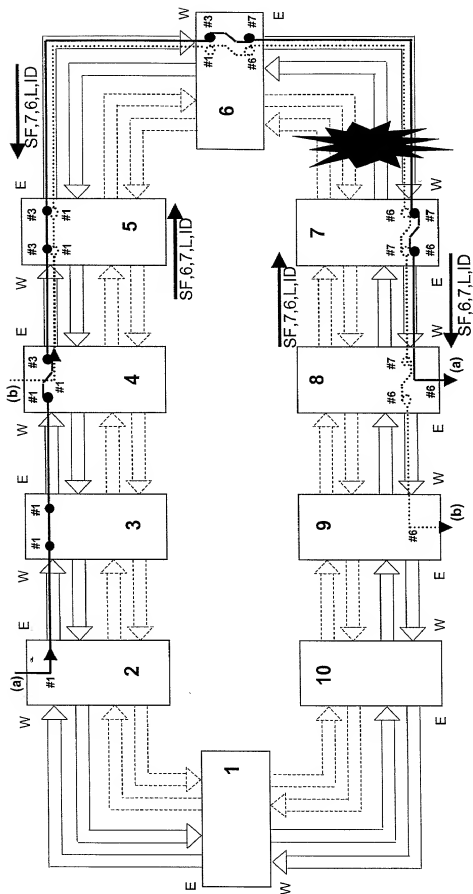 SF,7,6,L,ID
(a)
(b)
W
E
W
E
W
E
W
E
#1
#1
#1
#1
#3
#1
#3
#3
#1
#1
2
3
4
5
SF,6,7,L,ID
E
W
1
W
E
#3
#7
#1
#6
6
SF,7,6,L,ID
10
9
8
7
#6
#6
#7
#7
#6
#6
#7
E
W
E
W
E
W
E
W
(b)
(a)
SF,6,7,L,ID